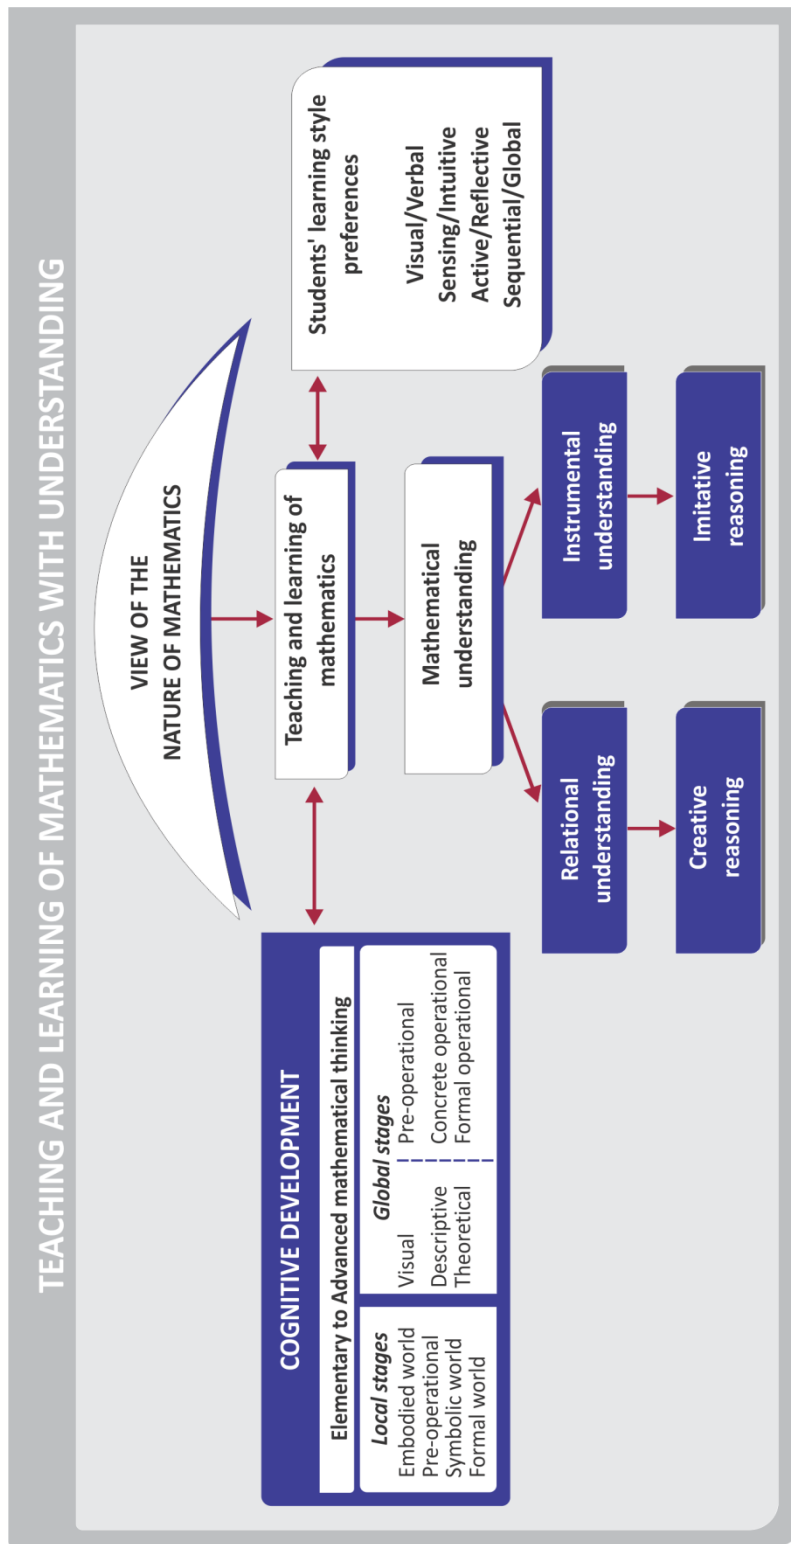 TEACHING AND LEARNING OF MATHEMATICS WITH UNDERSTANDING
VIEW OF THE
NATURE OF MATHEMATICS
COGNITIVE DEVELOPMENT
Elementary to Advanced mathematical thinking
Local stages
Embodied world
Pre-operational
Symbolic world
Formal world
Global stages
Visual
Pre-operational
Descriptive
Concrete operational
Theoretical
Formal operational
Teaching and learning of
mathematics
Students' learning style
preferences
Visual/Verbal
Sensing/Intuitive
Active/Reflective
Sequential/Global
Mathematical
understanding
Relational
understanding
Instrumental
understanding
Creative
reasoning
Imitative
reasoning